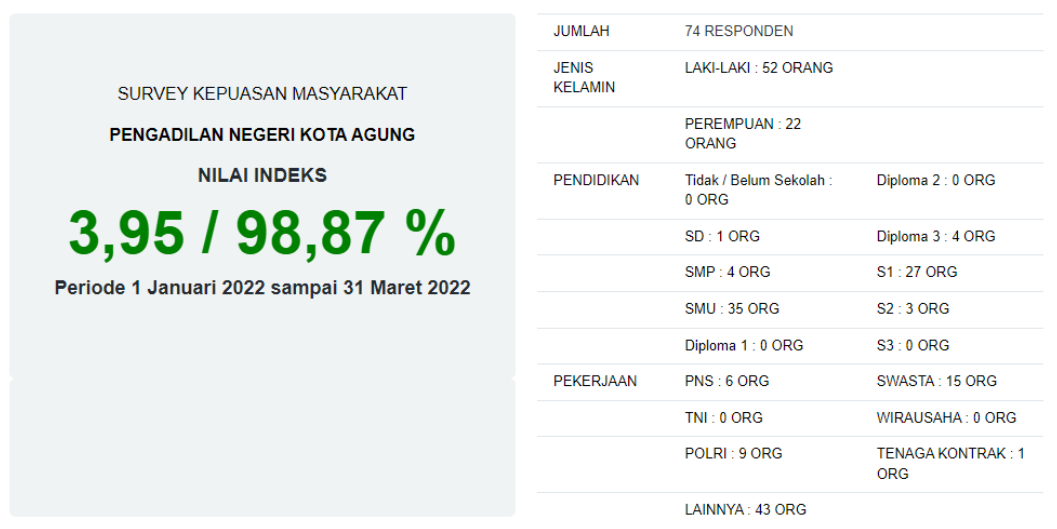 SURVEY KEPUASAN MASYARAKAT
PENGADILAN NEGERI KOTA AGUNG
NILAI INDEKS
3,95 / 98,87 %
Periode 1 Januari 2022 sampai 31 Maret 2022
JUMLAH 74 RESPONDEN
JENIS LAKI-LAKI : 52 ORANG
KELAMIN
PEREMPUAN : 22
ORANG
PENDIDIKAN Tidak / Belum Sekolah : Diploma 2 : 0 ORG
0 ORG
SD : 1 ORG Diploma 3 : 4 ORG
SMP : 4 ORG S1 : 27 ORG
SMU : 35 ORG S2 : 3 ORG
Diploma 1 : 0 ORG S3 : 0 ORG
PEKERJAAN PNS : 6 ORG SWASTA : 15 ORG
TNI : 0 ORG WIRAUSAHA : 0 ORG
POLRI : 9 ORG TENAGA KONTRAK : 1
ORG
LAINNYA : 43 ORG